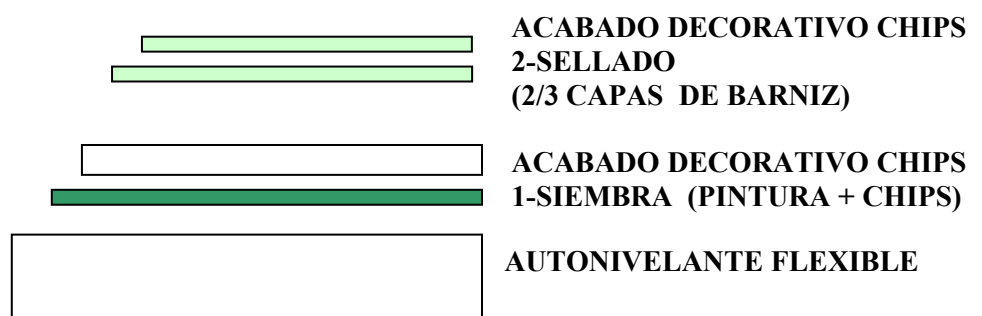 ACABADO DECORATIVO CHIPS
2-SELLADO
(2/3 CAPAS DE BARNIZ)
ACABADO DECORATIVO CHIPS
1-SIEMBRA (PINTURA + CHIPS)
AUTONIVELANTE FLEXIBLE